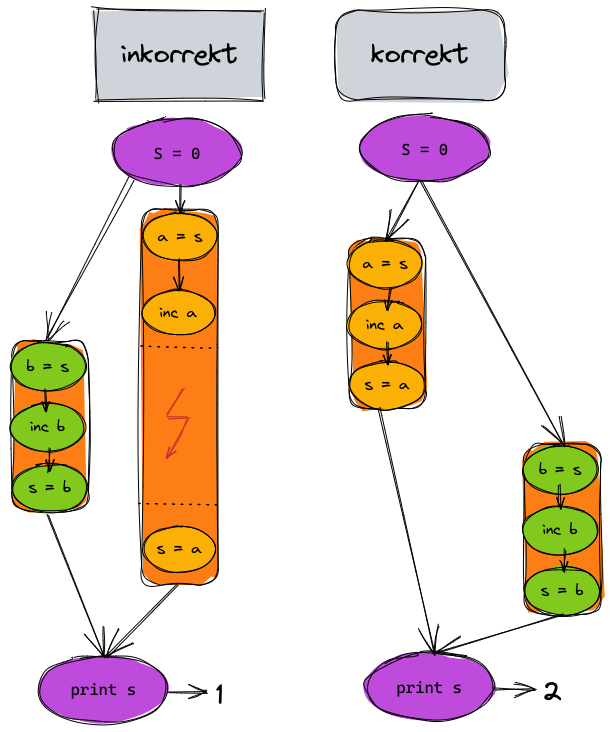 inkorrekt
korrekt
S = 0
S = 0
a = s
inc a
b = s
inc b
s = b
s = a
print s
1
a = s
inc a
s = a
b = s
inc b
s = b
print s
2